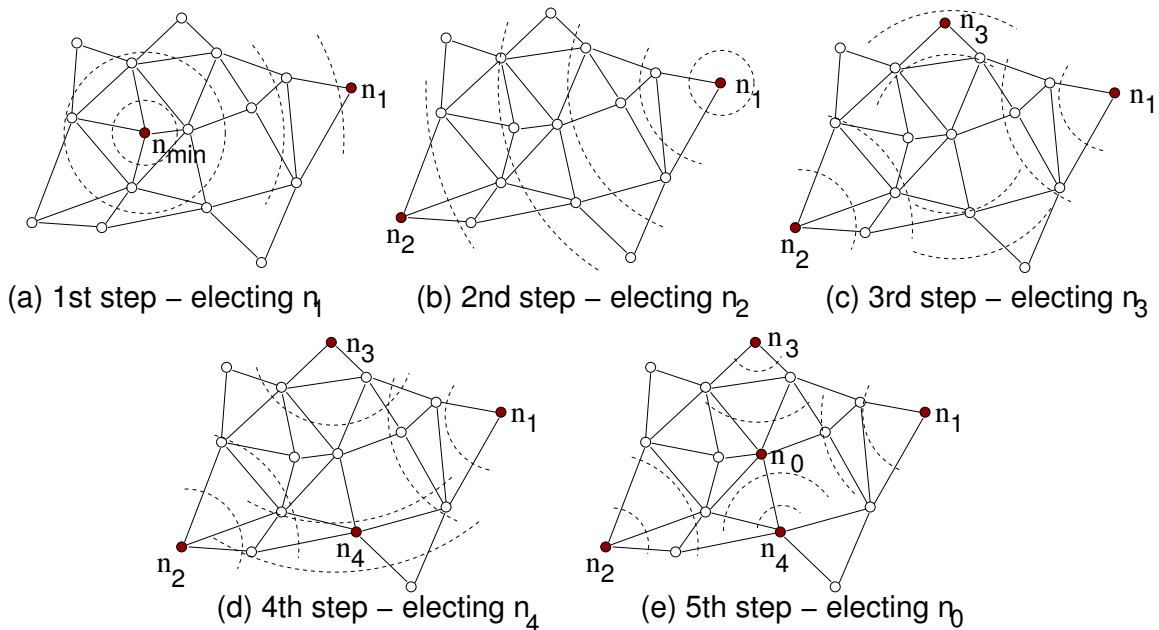 n1
nmin
(a) 1st step – electing n1
n1
n2
(b) 2nd step – electing n2
n3
n1
n2
(c) 3rd step – electing n3
n3
n1
n2
n4
(d) 4th step – electing n4
n3
n1
n0
n2
n4
(e) 5th step – electing n0